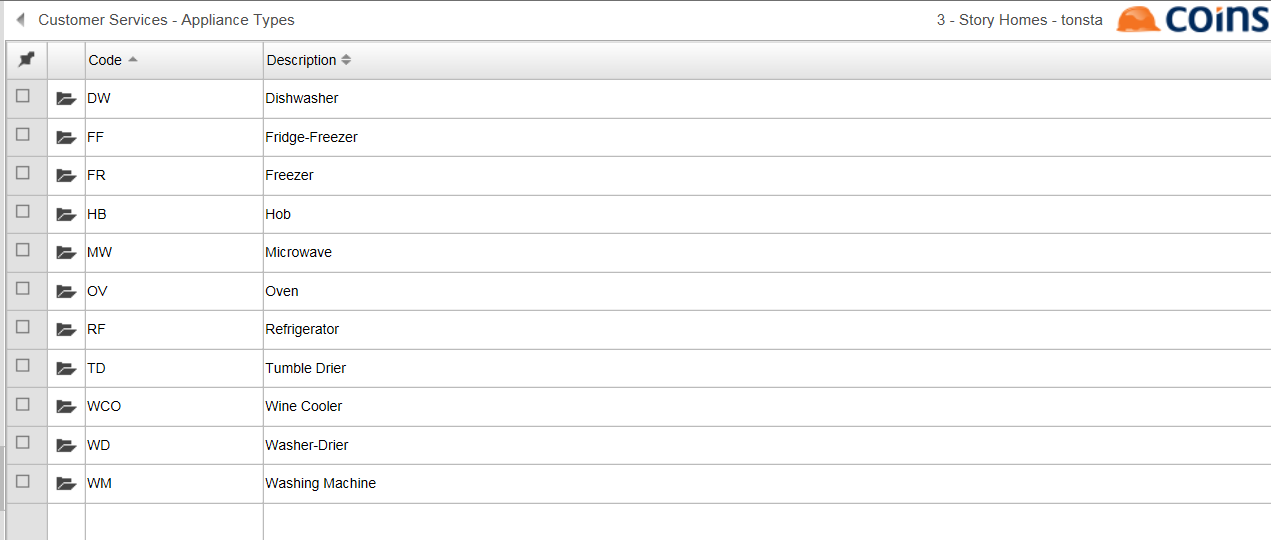 Customer Services - Appliance Types 3 - Story Homes - tonsta coins
Code Description
DW Dishwasher
FF Fridge-Freezer
FR Freezer
HB Hob
MW Microwave
OV Oven
RF Refrigerator
TD Tumble Drier
WCO Wine Cooler
WD Washer-Drier
WM Washing Machine